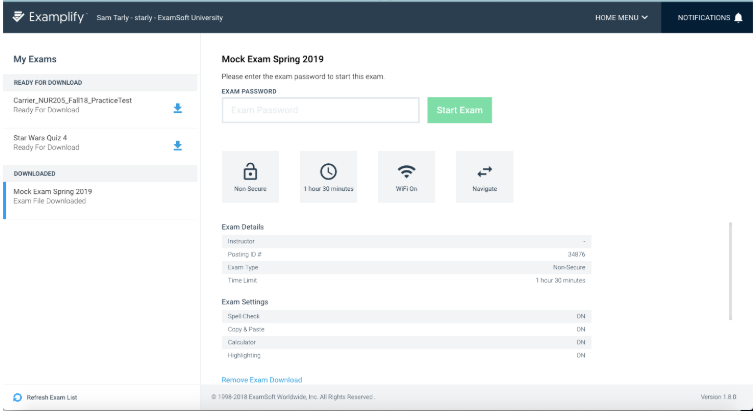 Examplify Sam Tarly - starly - ExamSoft University HOME MENU NOTIFICATIONS
My Exams
READY FOR DOWNLOAD
Carrier_NUR205_Fall18_PracticeTest
Ready For Download
Star Wars Quiz 4
Ready For Download
DOWNLOADED
Mock Exam Spring 2019
Exam File Downloaded
Refresh Exam List
Mock Exam Spring 2019
Please enter the exam password to start this exam.
EXAM PASSWORD
Exam Password Start Exam
Non-Secure 1 hour 30 minutes WiFi On Navigate
Exam Details
Instructor -
Posting ID # 34876
Exam Type Non-Secure
Time Limit 1 hour 30 minutes
Exam Settings
Spell Check ON
Copy & Paste ON
Calculator ON
Highlighting ON
Remove Exam Download
© 1998-2018 ExamSoft Worldwide, Inc. All Rights Reserved. Version 1.8.0